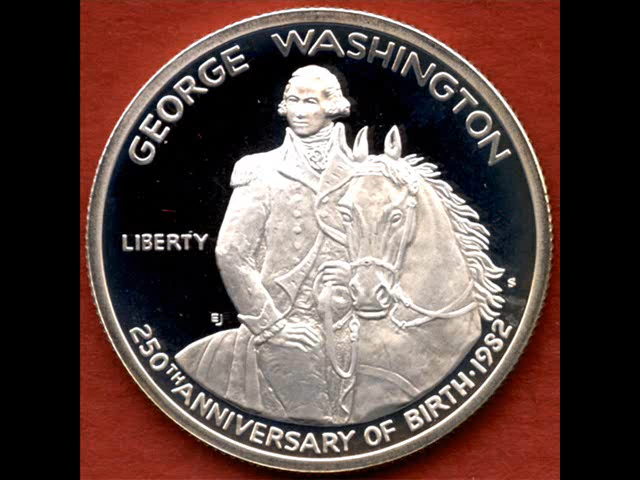 GEORGE WASHINGTON
LIBERTY
EJ
S
250TH ANNIVERSARY OF BIRTH · 1982